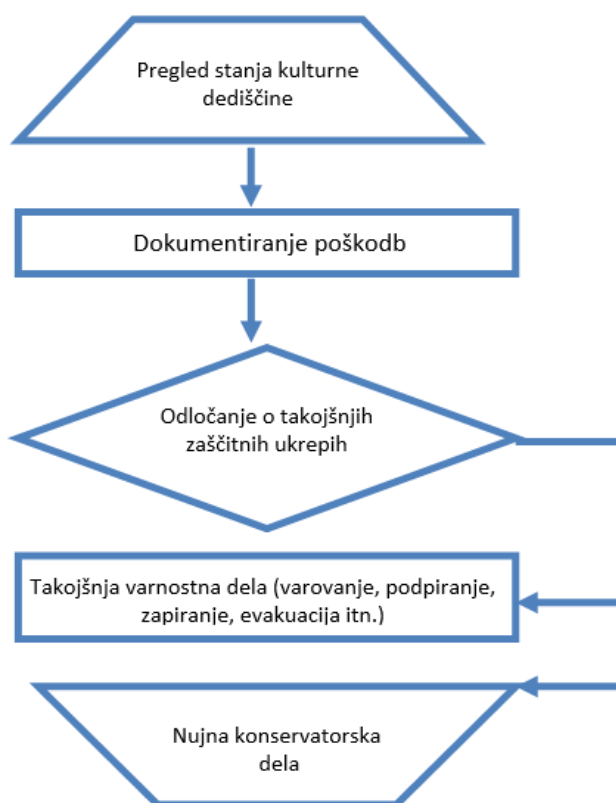 Pregled stanja kulturne
dediščine
Dokumentiranje poškodb
Odločanje o takojšnjih
zaščitnih ukrepih
Takojšnja varnostna dela (varovanje, podpiranje,
zapiranje, evakuacija itn.)
Nujna konservatorska
dela